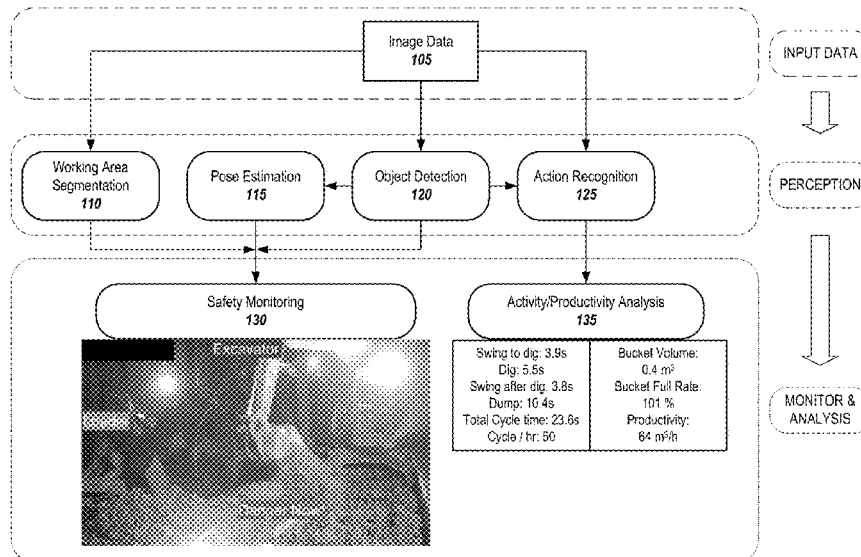 Image Data
105
INPUT DATA
Working Area
Segmentation
110
Pose Estimation
115
Object Detection
120
Action Recognition
125
PERCEPTION
Safety Monitoring
130
Activity/Productivity Analysis
135
Excavator
Swing to dig: 3.9s
Dig: 5.5s
Swing after dig: 3.8s
Dump: 10.4s
Total Cycle time: 23.6s
Cycle / hr: 50
Bucket Volume:
0.4 m³
Bucket Full Rate:
101 %
Productivity:
64 m³/h
MONITOR &
ANALYSIS